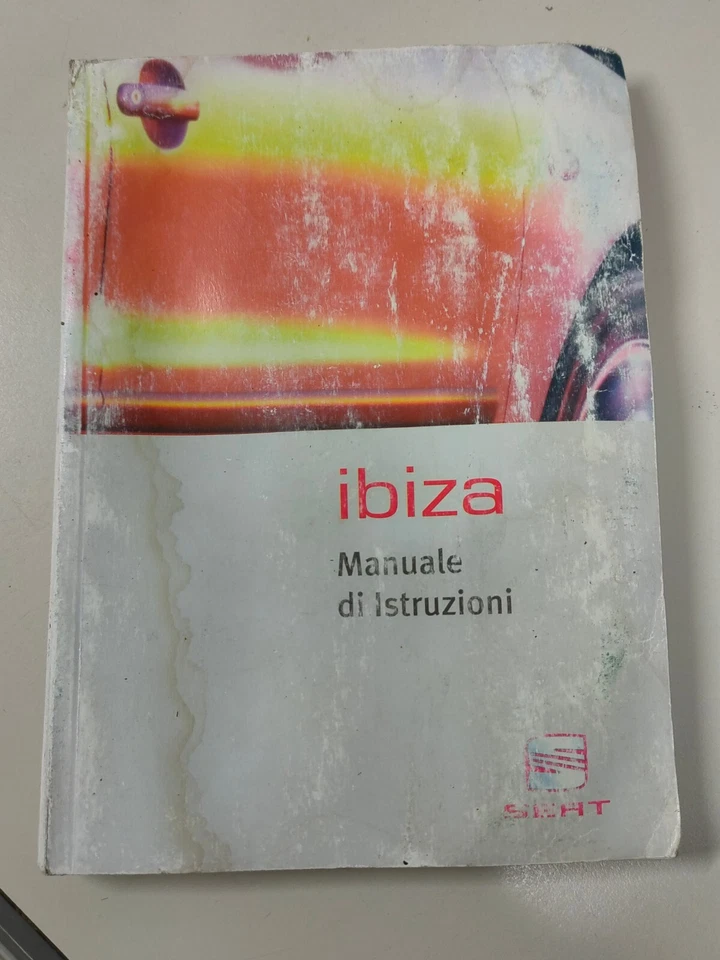 ibiza
Manuale
di Istruzioni
SEAT